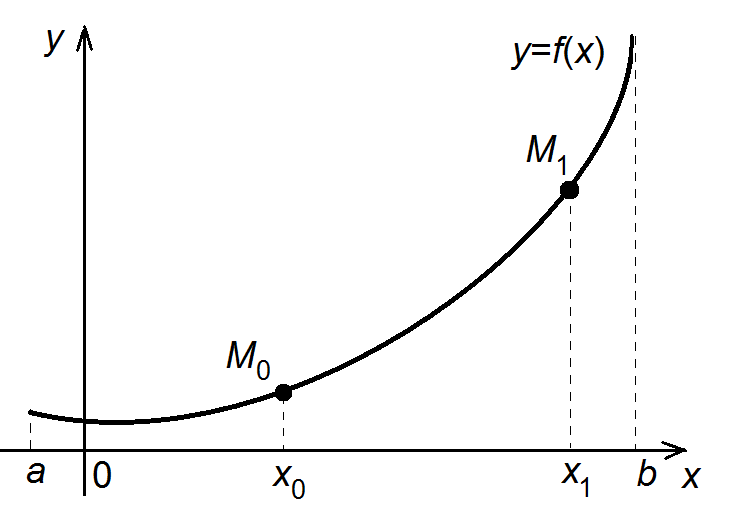 y
y=f(x)
M₁
M₀
a 0 x₀ x₁ b x